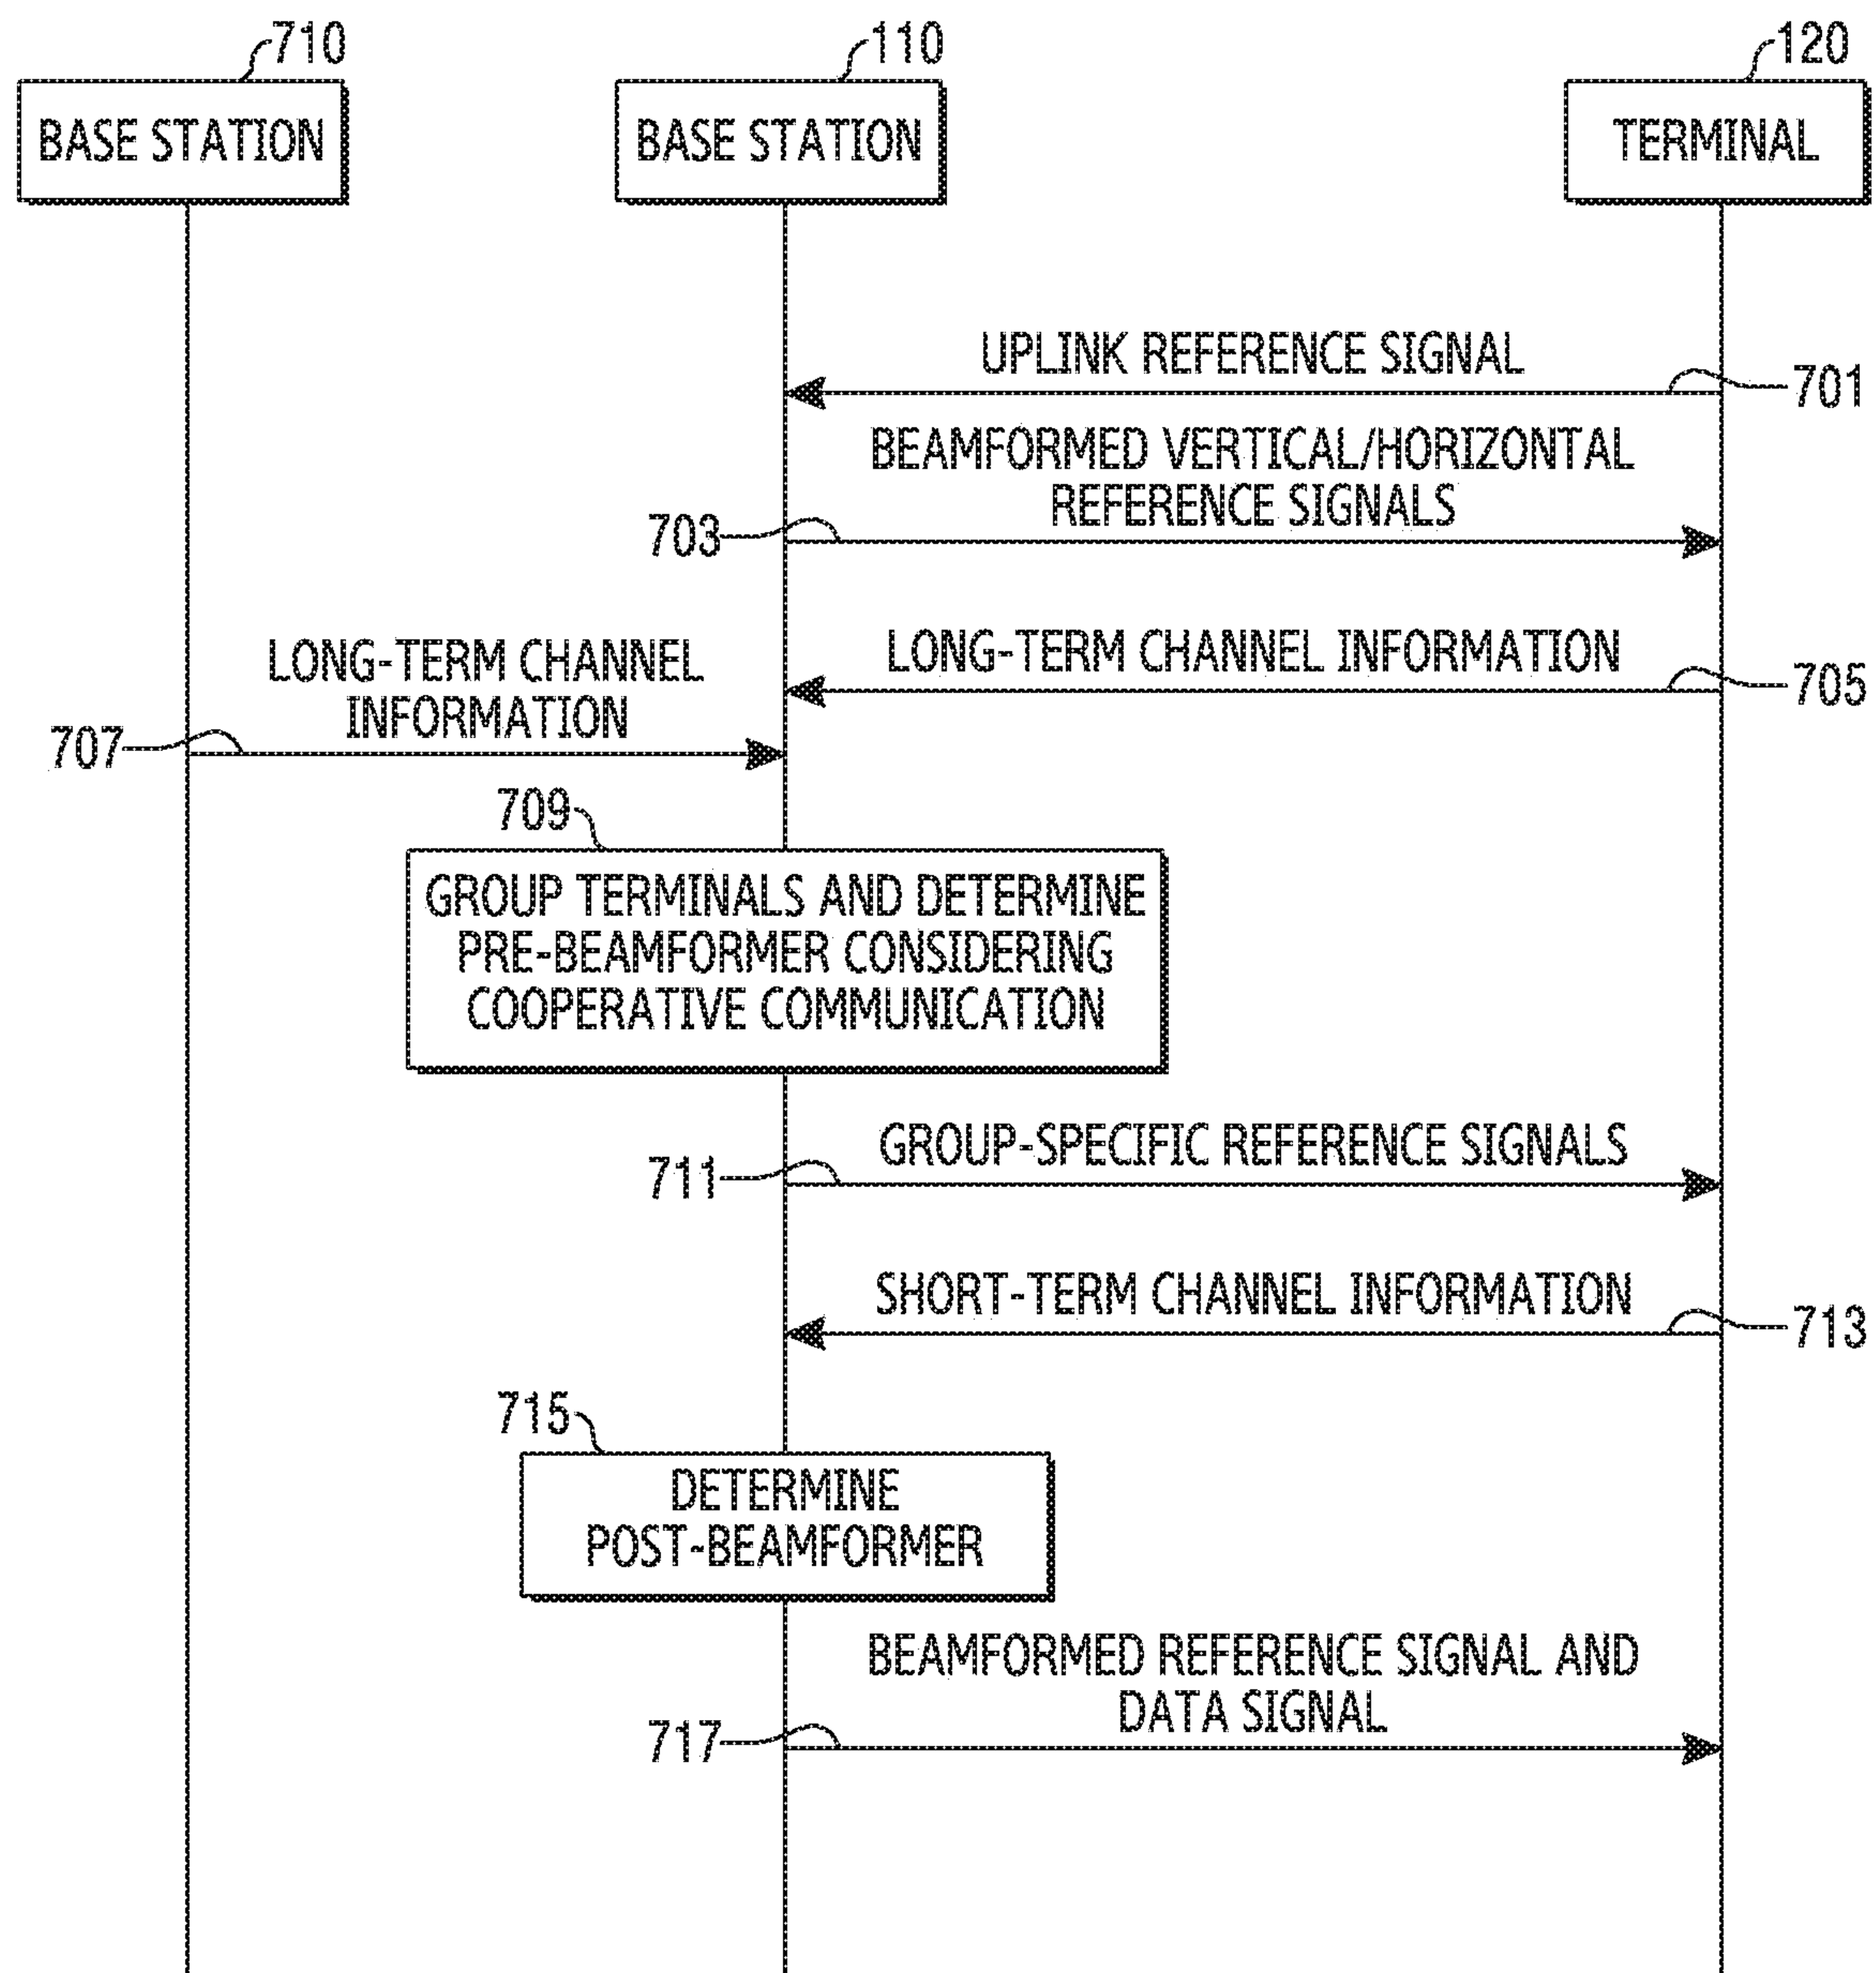 710
110
120
BASE STATION
BASE STATION
TERMINAL
UPLINK REFERENCE SIGNAL
701
BEAMFORMED VERTICAL/HORIZONTAL
REFERENCE SIGNALS
703
LONG-TERM CHANNEL INFORMATION
705
LONG-TERM CHANNEL
INFORMATION
707
709
GROUP TERMINALS AND DETERMINE
PRE-BEAMFORMER CONSIDERING
COOPERATIVE COMMUNICATION
GROUP-SPECIFIC REFERENCE SIGNALS
711
SHORT-TERM CHANNEL INFORMATION
713
715
DETERMINE
POST-BEAMFORMER
BEAMFORMED REFERENCE SIGNAL AND
DATA SIGNAL
717